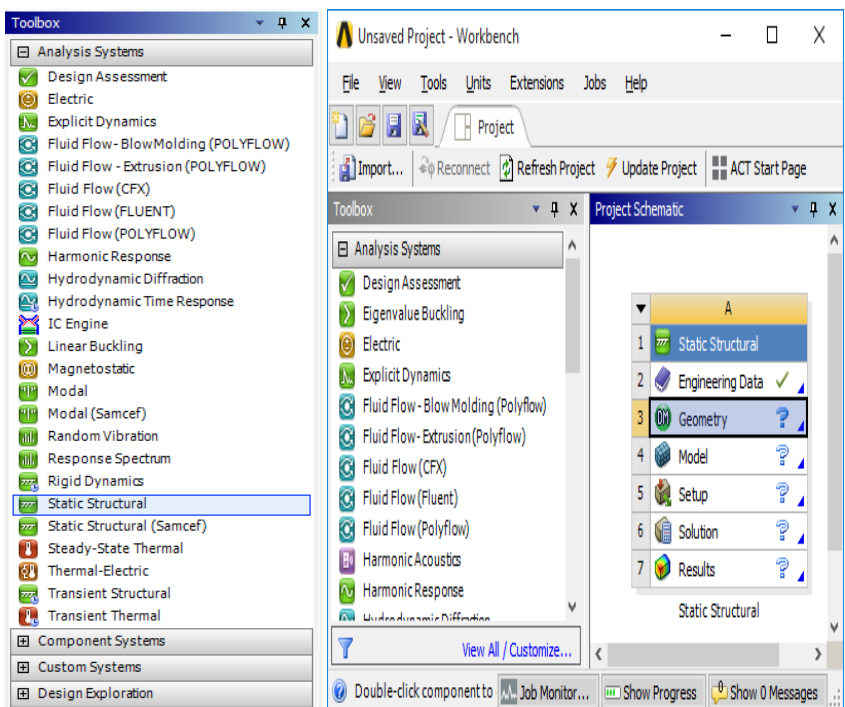 Toolbox
Analysis Systems
Design Assessment
Electric
Explicit Dynamics
Fluid Flow - BlowMolding (POLYFLOW)
Fluid Flow - Extrusion (POLYFLOW)
Fluid Flow (CFX)
Fluid Flow (FLUENT)
Fluid Flow (POLYFLOW)
Harmonic Response
Hydrodynamic Diffraction
Hydrodynamic Time Response
IC Engine
Linear Buckling
Magnetostatic
Modal
Modal (Samcef)
Random Vibration
Response Spectrum
Rigid Dynamics
Static Structural
Static Structural (Samcef)
Steady-State Thermal
Thermal-Electric
Transient Structural
Transient Thermal
Component Systems
Custom Systems
Design Exploration
Unsaved Project - Workbench
File View Tools Units Extensions Jobs Help
Project
Import... Reconnect Refresh Project Update Project ACT Start Page
Toolbox
Analysis Systems
Design Assessment
Eigenvalue Buckling
Electric
Explicit Dynamics
Fluid Flow - Blow Molding (Polyflow)
Fluid Flow - Extrusion (Polyflow)
Fluid Flow (CFX)
Fluid Flow (Fluent)
Fluid Flow (Polyflow)
Harmonic Acoustics
Harmonic Response
Hydrodynamic Diffraction
View All / Customize...
Project Schematic
A
1 Static Structural
2 Engineering Data
3 DM Geometry
4 Model
5 Setup
6 Solution
7 Results
Static Structural
Double-click component to Job Monitor... Show Progress Show 0 Messages